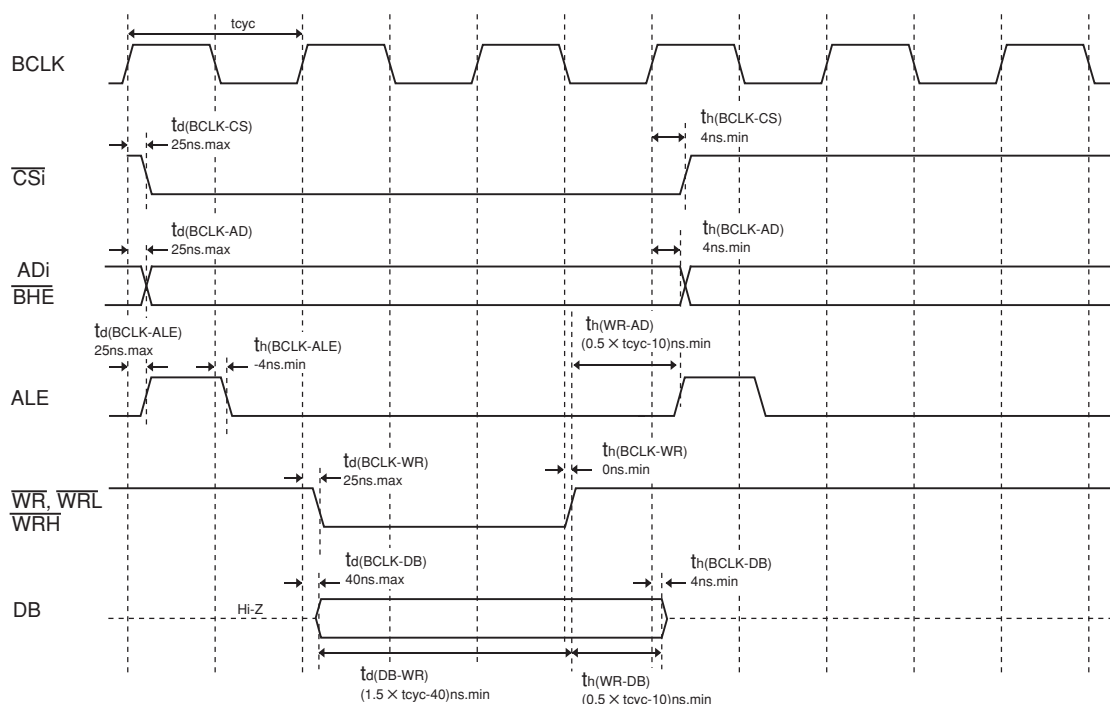 tcyc
BCLK
td(BCLK-CS)
25ns.max
th(BCLK-CS)
4ns.min
CSi
td(BCLK-AD)
25ns.max
th(BCLK-AD)
4ns.min
ADi
BHE
td(BCLK-ALE)
25ns.max
th(BCLK-ALE)
-4ns.min
th(WR-AD)
(0.5 × tcyc-10)ns.min
ALE
td(BCLK-WR)
25ns.max
th(BCLK-WR)
0ns.min
WR, WRL
WRH
td(BCLK-DB)
40ns.max
th(BCLK-DB)
4ns.min
DB
Hi-Z
td(DB-WR)
(1.5 × tcyc-40)ns.min
th(WR-DB)
(0.5 × tcyc-10)ns.min